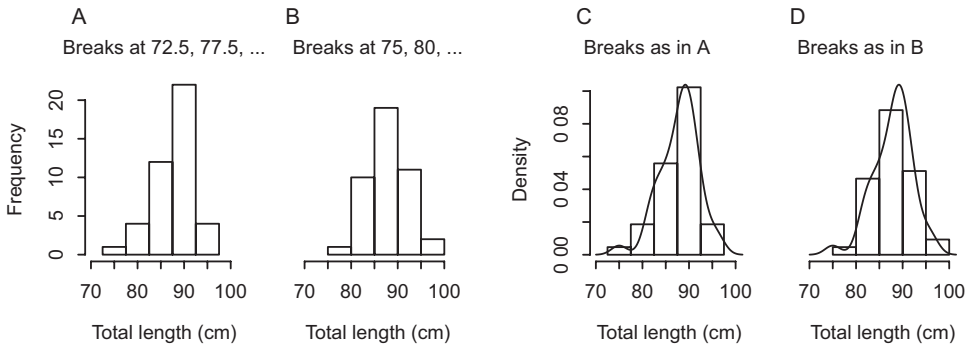 A
Breaks at 72.5, 77.5, ...
B
Breaks at 75, 80, ...
C
Breaks as in A
D
Breaks as in B
Frequency
20
15
10
5
0
70 80 90 100
Total length (cm)
70 80 90 100
Total length (cm)
Density
0 08
0 04
0 00
70 80 90 100
Total length (cm)
70 80 90 100
Total length (cm)